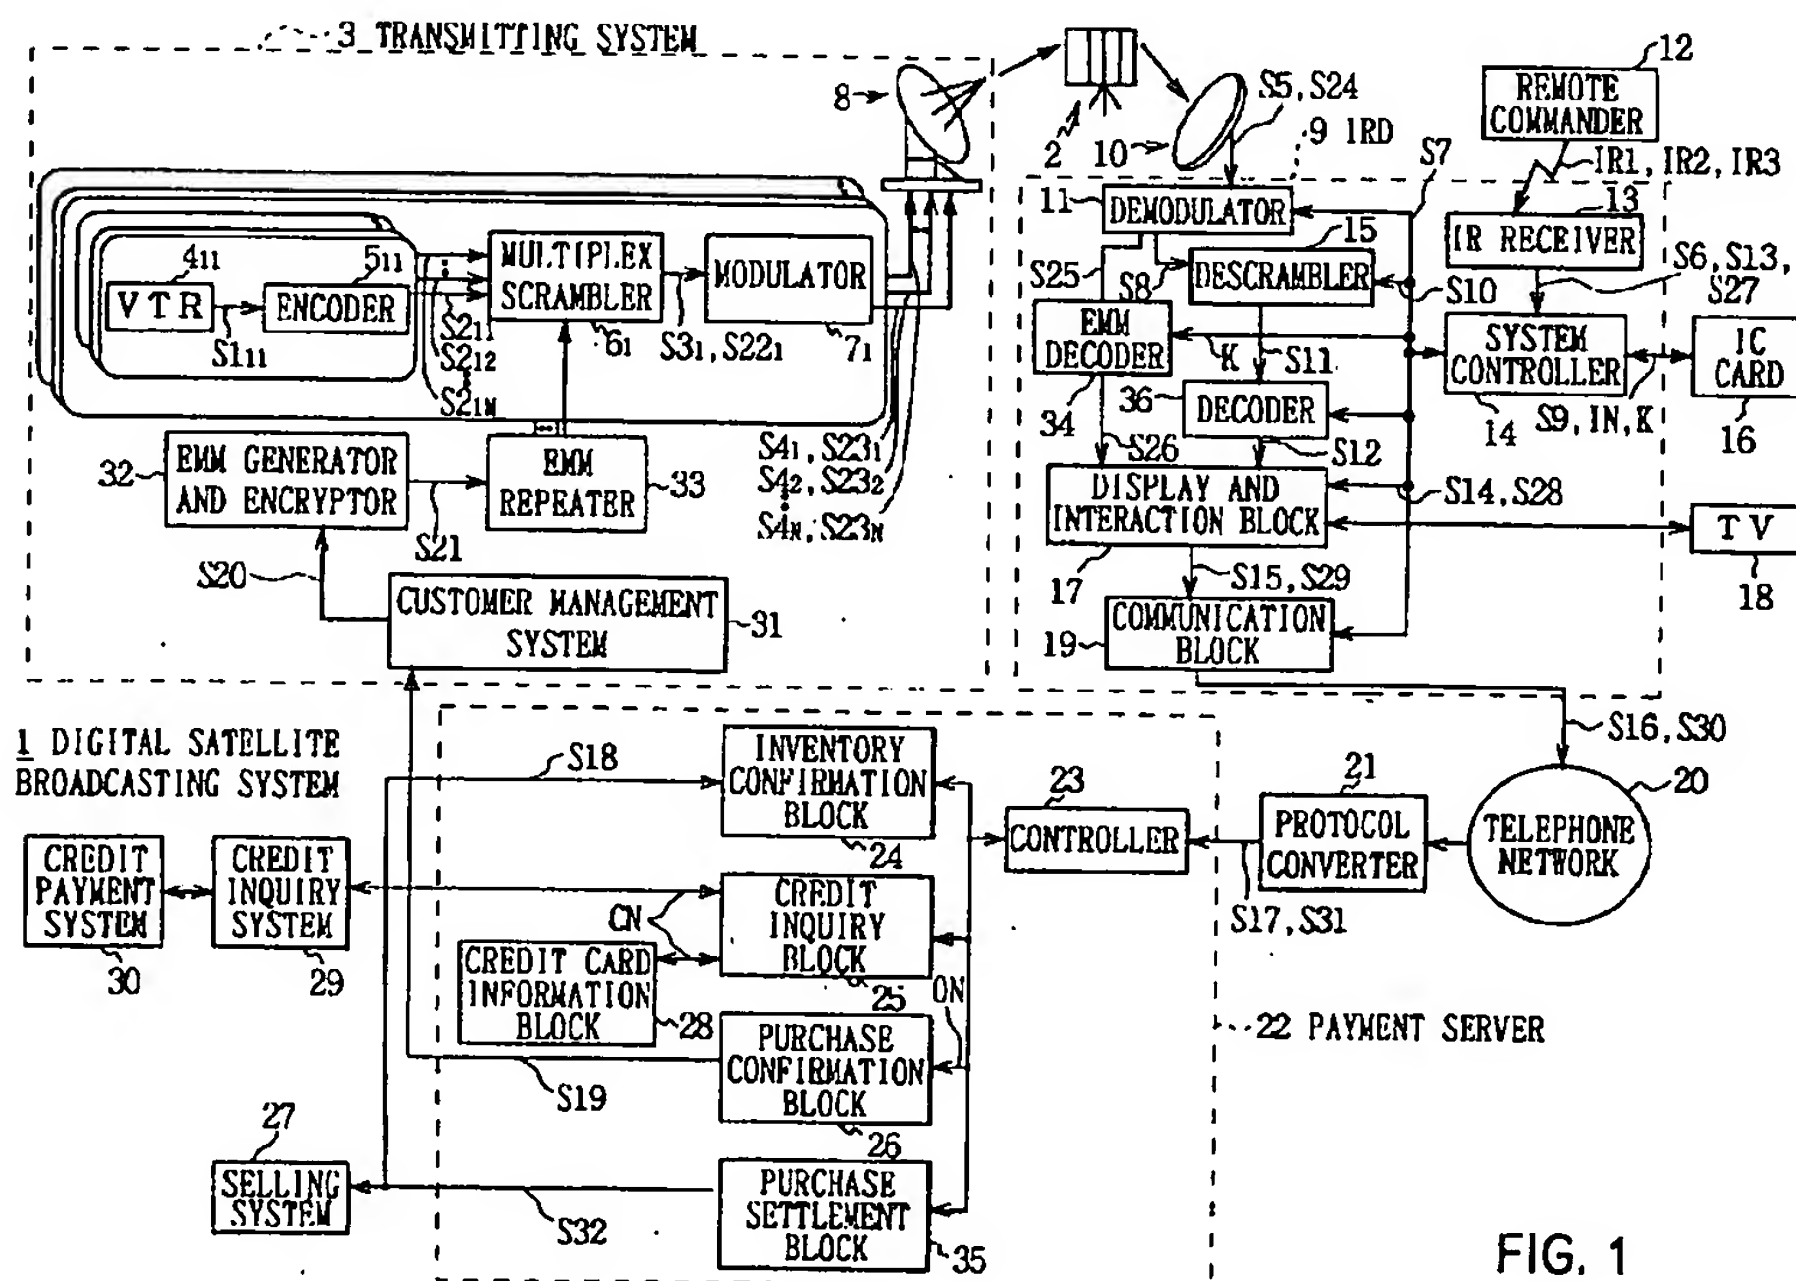 3 TRANSMITTING SYSTEM
8
2
10
S5, S24
9 IRD
12
REMOTE
COMMANDER
IR1, IR2, IR3
S7
11
DEMODULATOR
15
13
IR RECEIVER
S25
S8
DESCRAMBLER
S10
S6, S13,
S27
411
VTR
S111
511
ENCODER
S211
S212
S21N
MULTIPLEX
SCRAMBLER
61
S31, S221
MODULATOR
71
EMM
DECODER
34
K
S11
36
DECODER
SYSTEM
CONTROLLER
14
S9, IN, K
IC
CARD
16
S26
S12
S41, S231
S42, S232
S4N, S23N
32
EMM GENERATOR
AND ENCRYPTOR
S21
EMM
REPEATER
33
DISPLAY AND
INTERACTION BLOCK
17
S14, S28
TV
18
S20
CUSTOMER MANAGEMENT
SYSTEM
31
S15, S29
COMMUNICATION
BLOCK
19
1 DIGITAL SATELLITE
BROADCASTING SYSTEM
S18
INVENTORY
CONFIRMATION
BLOCK
24
23
CONTROLLER
21
PROTOCOL
CONVERTER
S16, S30
20
TELEPHONE
NETWORK
S17, S31
CREDIT
PAYMENT
SYSTEM
30
CREDIT
INQUIRY
SYSTEM
29
CN
CREDIT
INQUIRY
BLOCK
25
CREDIT CARD
INFORMATION
BLOCK
28
ON
PURCHASE
CONFIRMATION
BLOCK
26
S19
22 PAYMENT SERVER
27
SELLING
SYSTEM
S32
PURCHASE
SETTLEMENT
BLOCK
35
FIG. 1